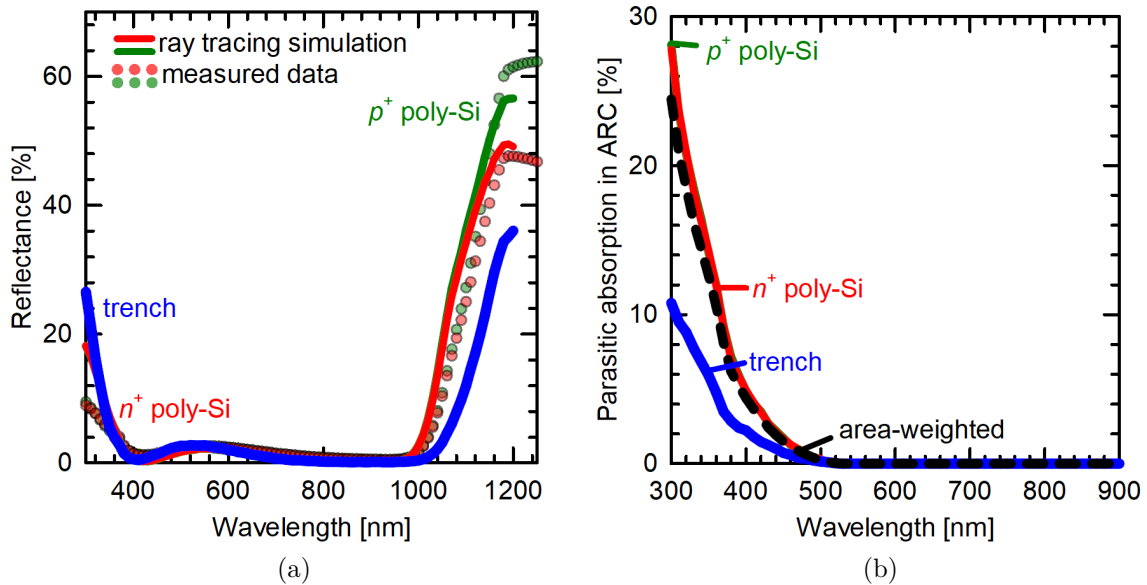 Reflectance [%]
60
40
20
0
ray tracing simulation
measured data
p+ poly-Si
trench
n+ poly-Si
400 600 800 1000 1200
Wavelength [nm]
(a)
Parasitic absorption in ARC [%]
30
20
10
0
p+ poly-Si
n+ poly-Si
trench
area-weighted
300 400 500 600 700 800 900
Wavelength [nm]
(b)